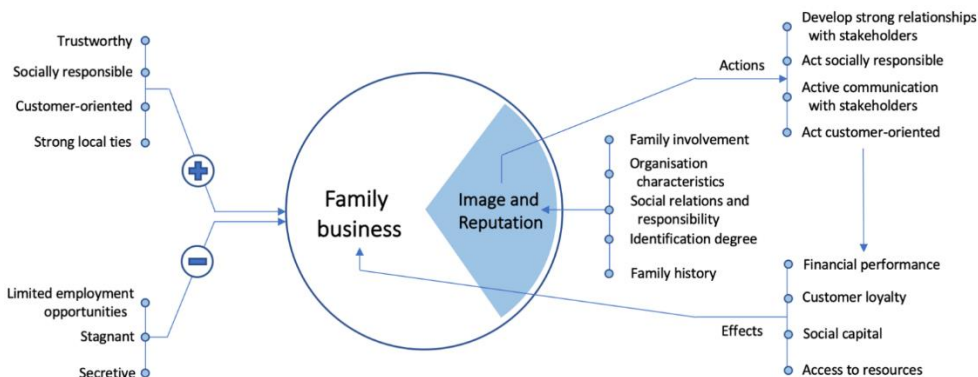 Trustworthy
Socially responsible
Customer-oriented
Strong local ties
Limited employment
opportunities
Stagnant
Secretive
Family
business
Image and
Reputation
Family involvement
Organisation
characteristics
Social relations and
responsibility
Identification degree
Family history
Actions
Develop strong relationships
with stakeholders
Act socially responsible
Active communication
with stakeholders
Act customer-oriented
Effects
Financial performance
Customer loyalty
Social capital
Access to resources